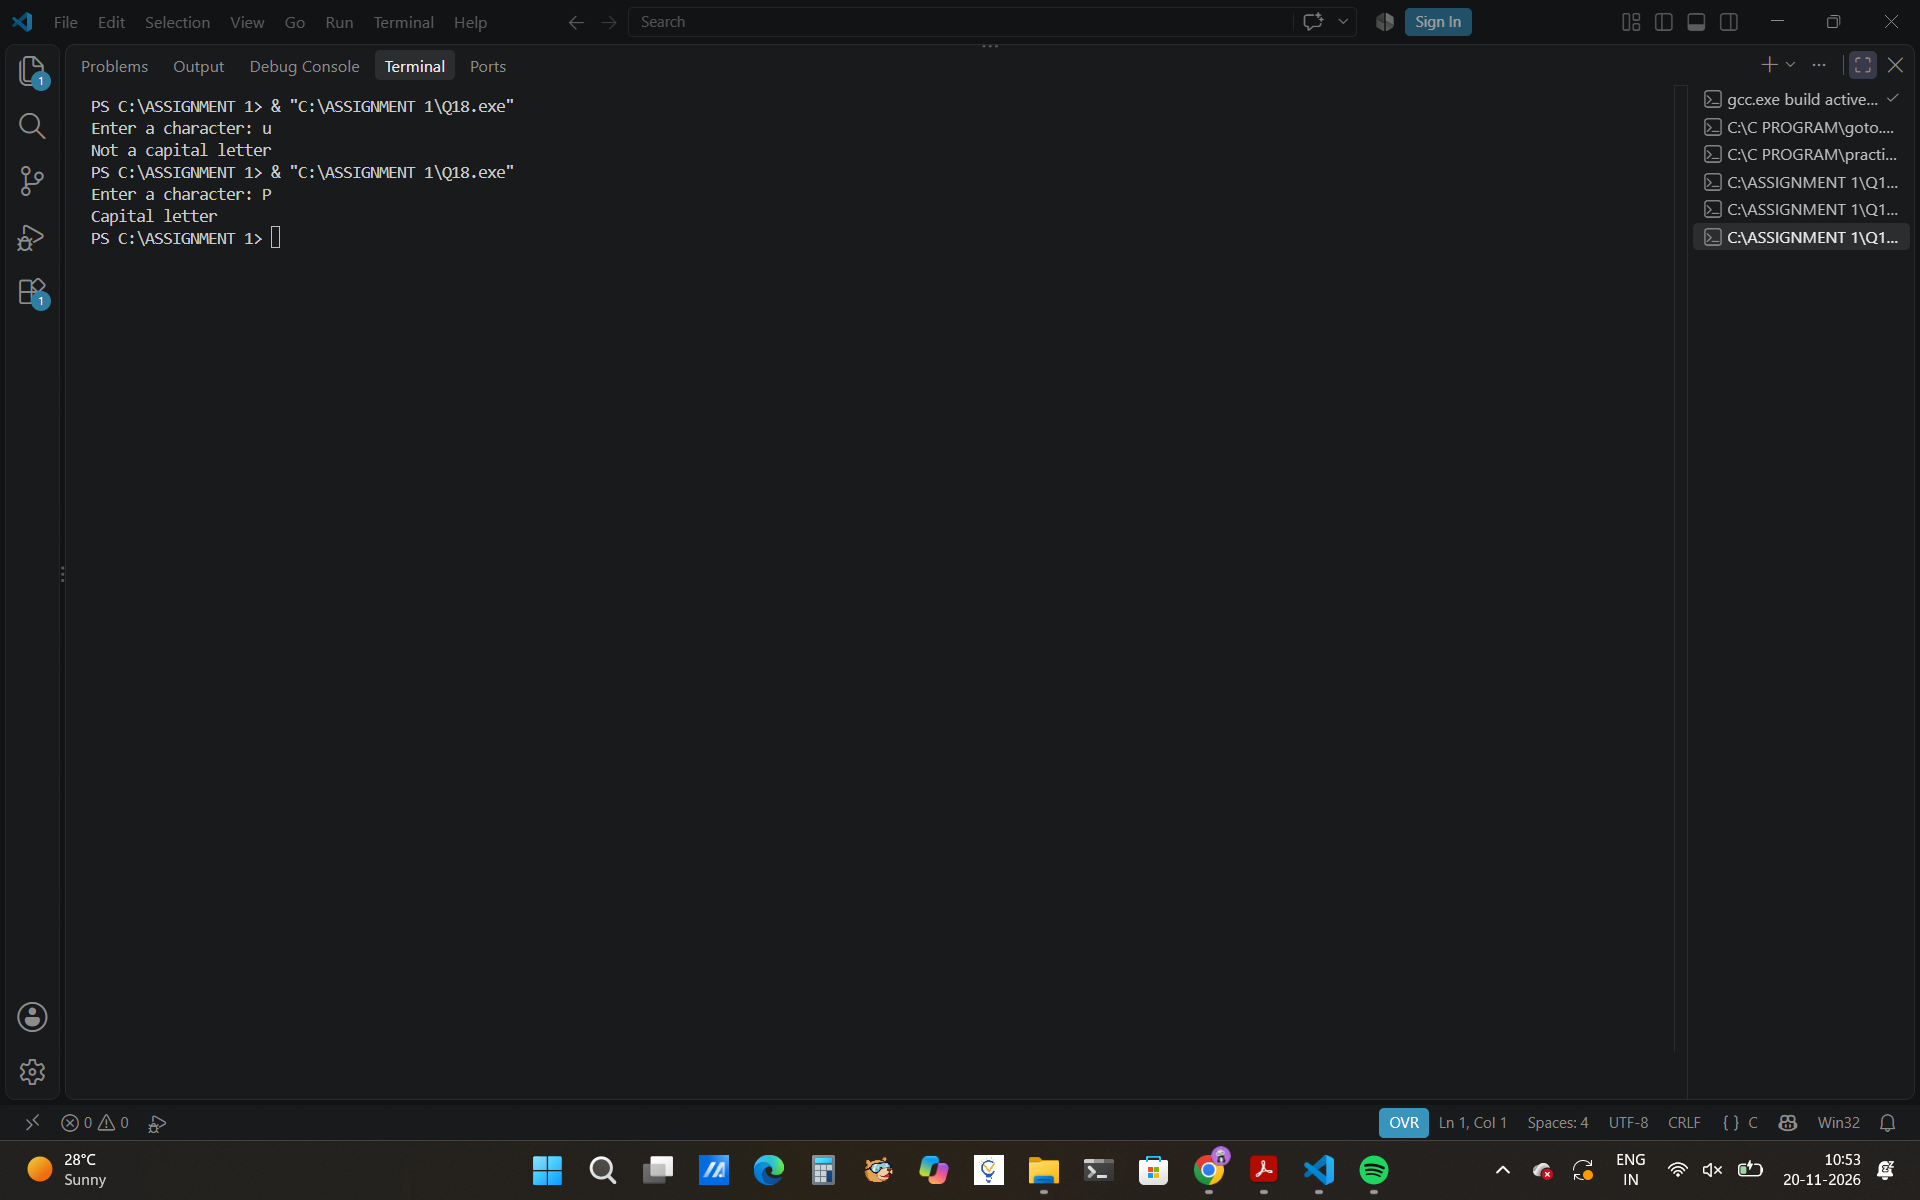 File Edit Selection View Go Run Terminal Help
Search
Sign In
Problems Output Debug Console Terminal Ports
PS C:\ASSIGNMENT 1> & "C:\ASSIGNMENT 1\Q18.exe"
Enter a character: u
Not a capital letter
PS C:\ASSIGNMENT 1> & "C:\ASSIGNMENT 1\Q18.exe"
Enter a character: P
Capital letter
PS C:\ASSIGNMENT 1>
gcc.exe build active...
C:\C PROGRAM\goto....
C:\C PROGRAM\practi...
C:\ASSIGNMENT 1\Q1...
C:\ASSIGNMENT 1\Q1...
C:\ASSIGNMENT 1\Q1...
1
1
0 0
OVR Ln 1, Col 1 Spaces: 4 UTF-8 CRLF { } C Win32
28°C
Sunny
ENG
IN
10:53
20-11-2026